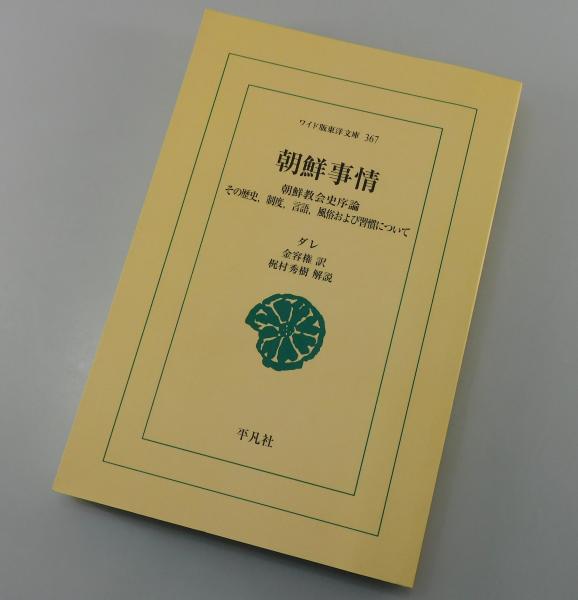 ワイド版東洋文庫 367
朝鮮事情
朝鮮教会史序論
その歴史，制度，言語，風俗および習慣について
ダレ
金容権 訳
梶村秀樹 解説
平凡社